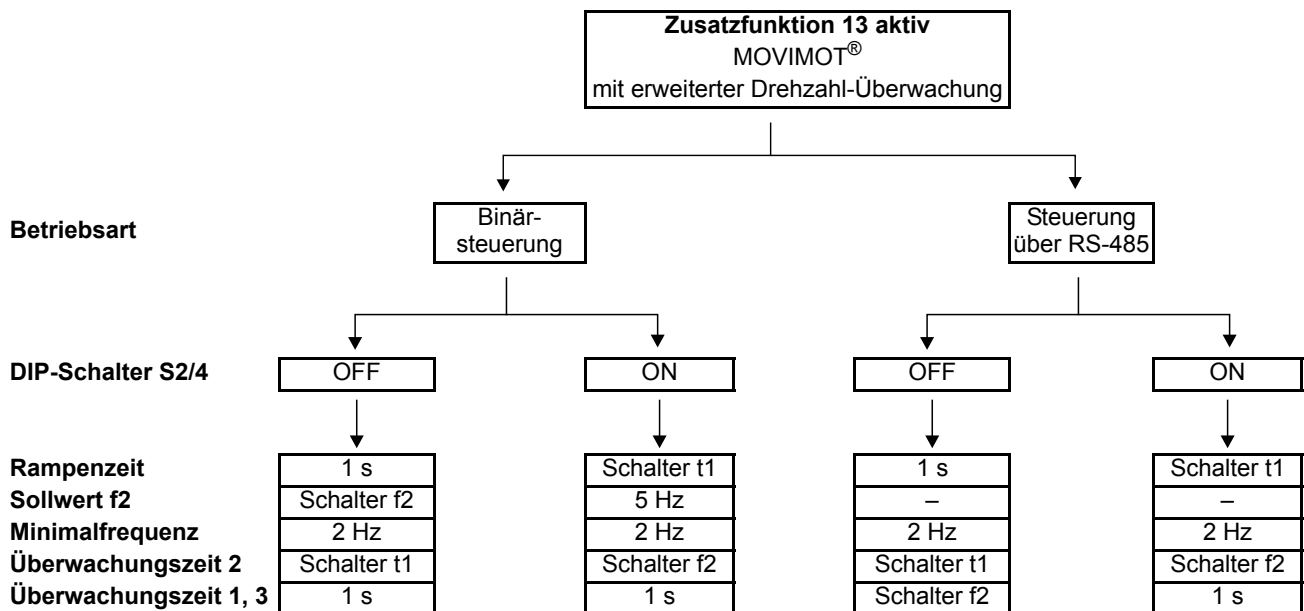 Zusatzfunktion 13 aktiv
MOVIMOT®
mit erweiterter Drehzahl-Überwachung
Betriebsart
Binär-
steuerung
Steuerung
über RS-485
DIP-Schalter S2/4 OFF ON OFF ON
Rampenzeit 1 s Schalter t1 1 s Schalter t1
Sollwert f2 Schalter f2 5 Hz – –
Minimalfrequenz 2 Hz 2 Hz 2 Hz 2 Hz
Überwachungszeit 2 Schalter t1 Schalter f2 Schalter t1 Schalter f2
Überwachungszeit 1, 3 1 s 1 s Schalter f2 1 s